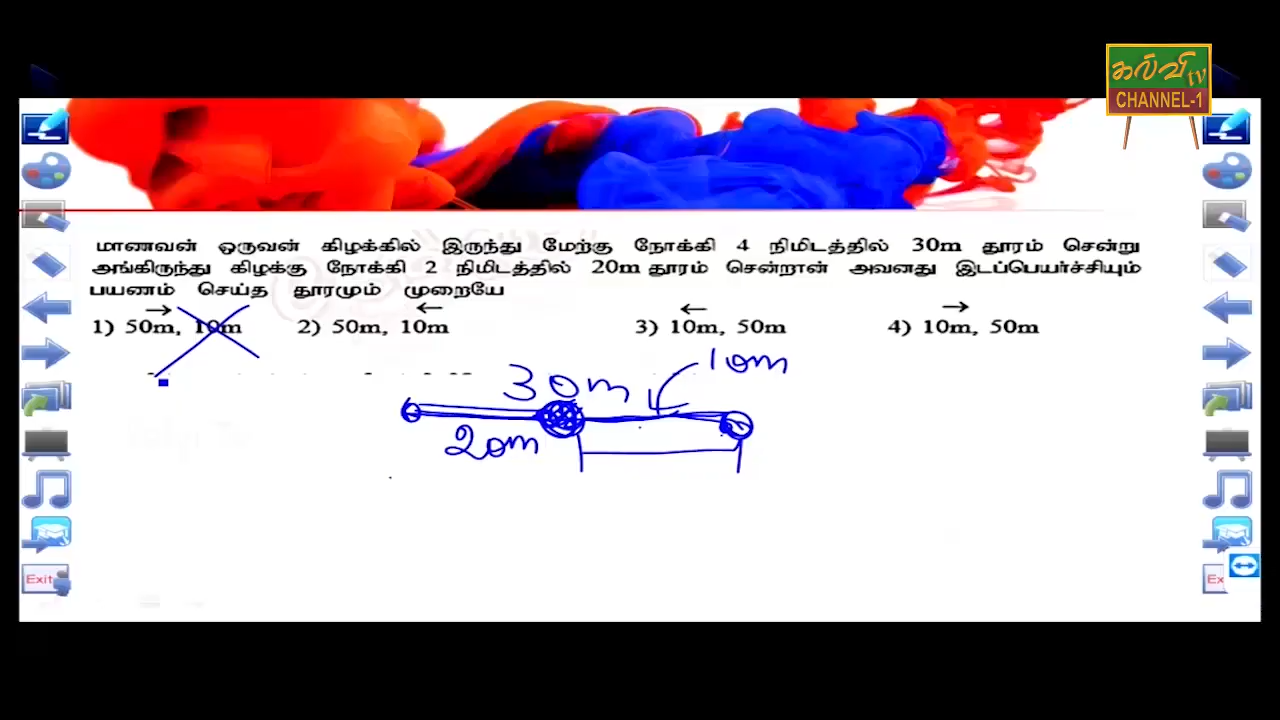 கல்வி tv
CHANNEL-1
மாணவன் ஒருவன் கிழக்கில் இருந்து மேற்கு நோக்கி 4 நிமிடத்தில் 30m தூரம் சென்று
அங்கிருந்து கிழக்கு நோக்கி 2 நிமிடத்தில் 20m தூரம் சென்றான் அவனது இடப்பெயர்ச்சியும்
பயணம் செய்த தூரமும் முறையே
1) 50m, 10m 2) 50m, 10m 3) 10m, 50m 4) 10m, 50m
10m
30m
20m
Exit
Ex